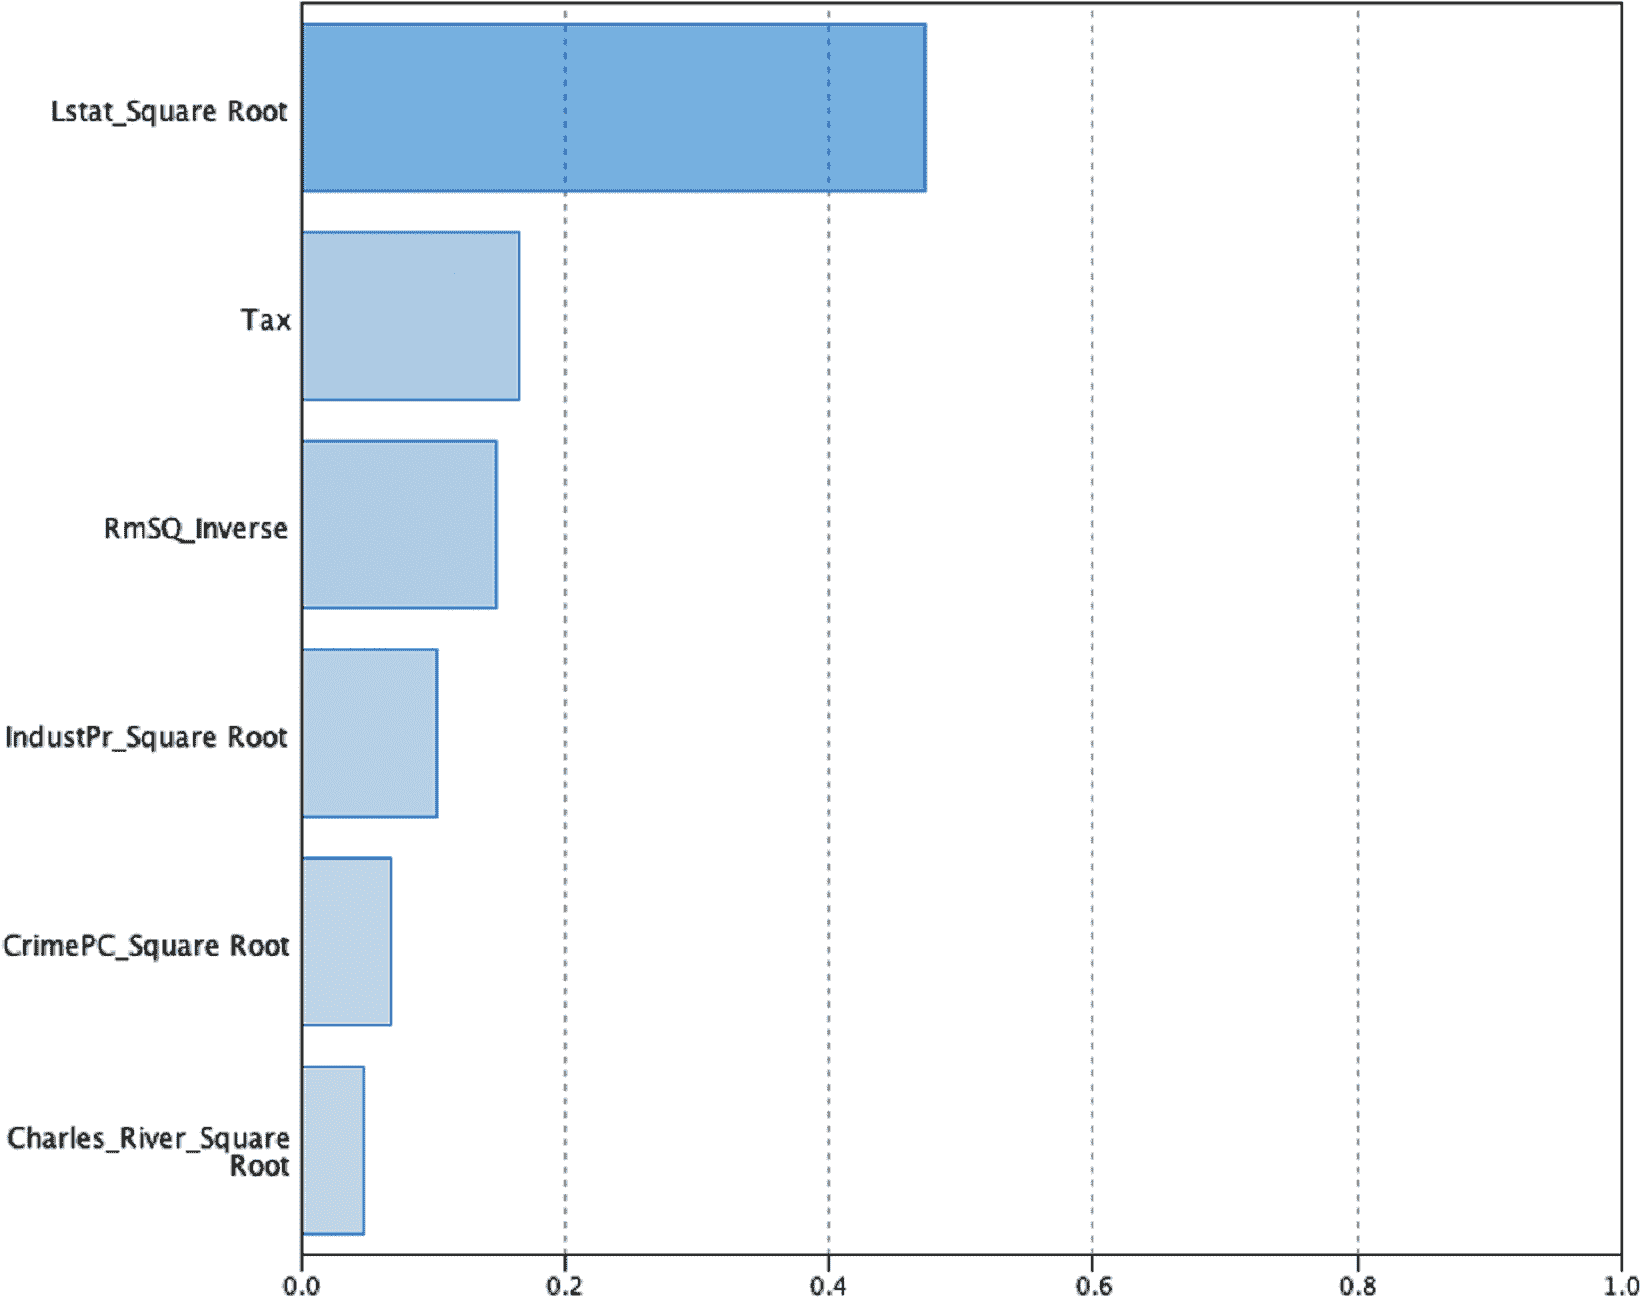 Lstat_Square Root
Tax
RmSQ_Inverse
IndustPr_Square Root
CrimePC_Square Root
Charles_River_Square
Root
0.0 0.2 0.4 0.6 0.8 1.0